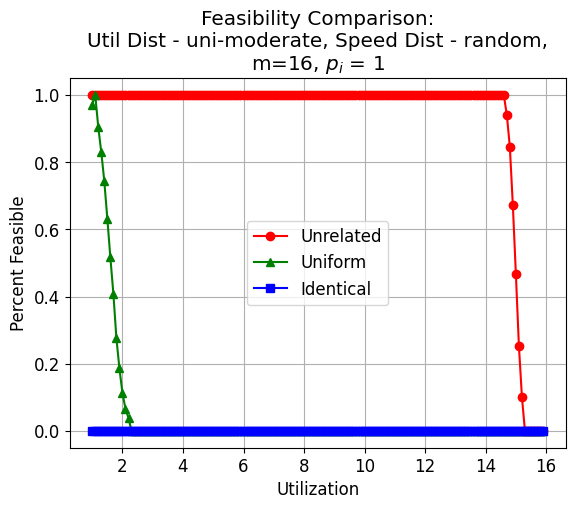 Feasibility Comparison:
Util Dist - uni-moderate, Speed Dist - random,
m=16, $p_i$ = 1
1.0
0.8
0.6
0.4
0.2
0.0
Percent Feasible
Unrelated
Uniform
Identical
2 4 6 8 10 12 14 16
Utilization